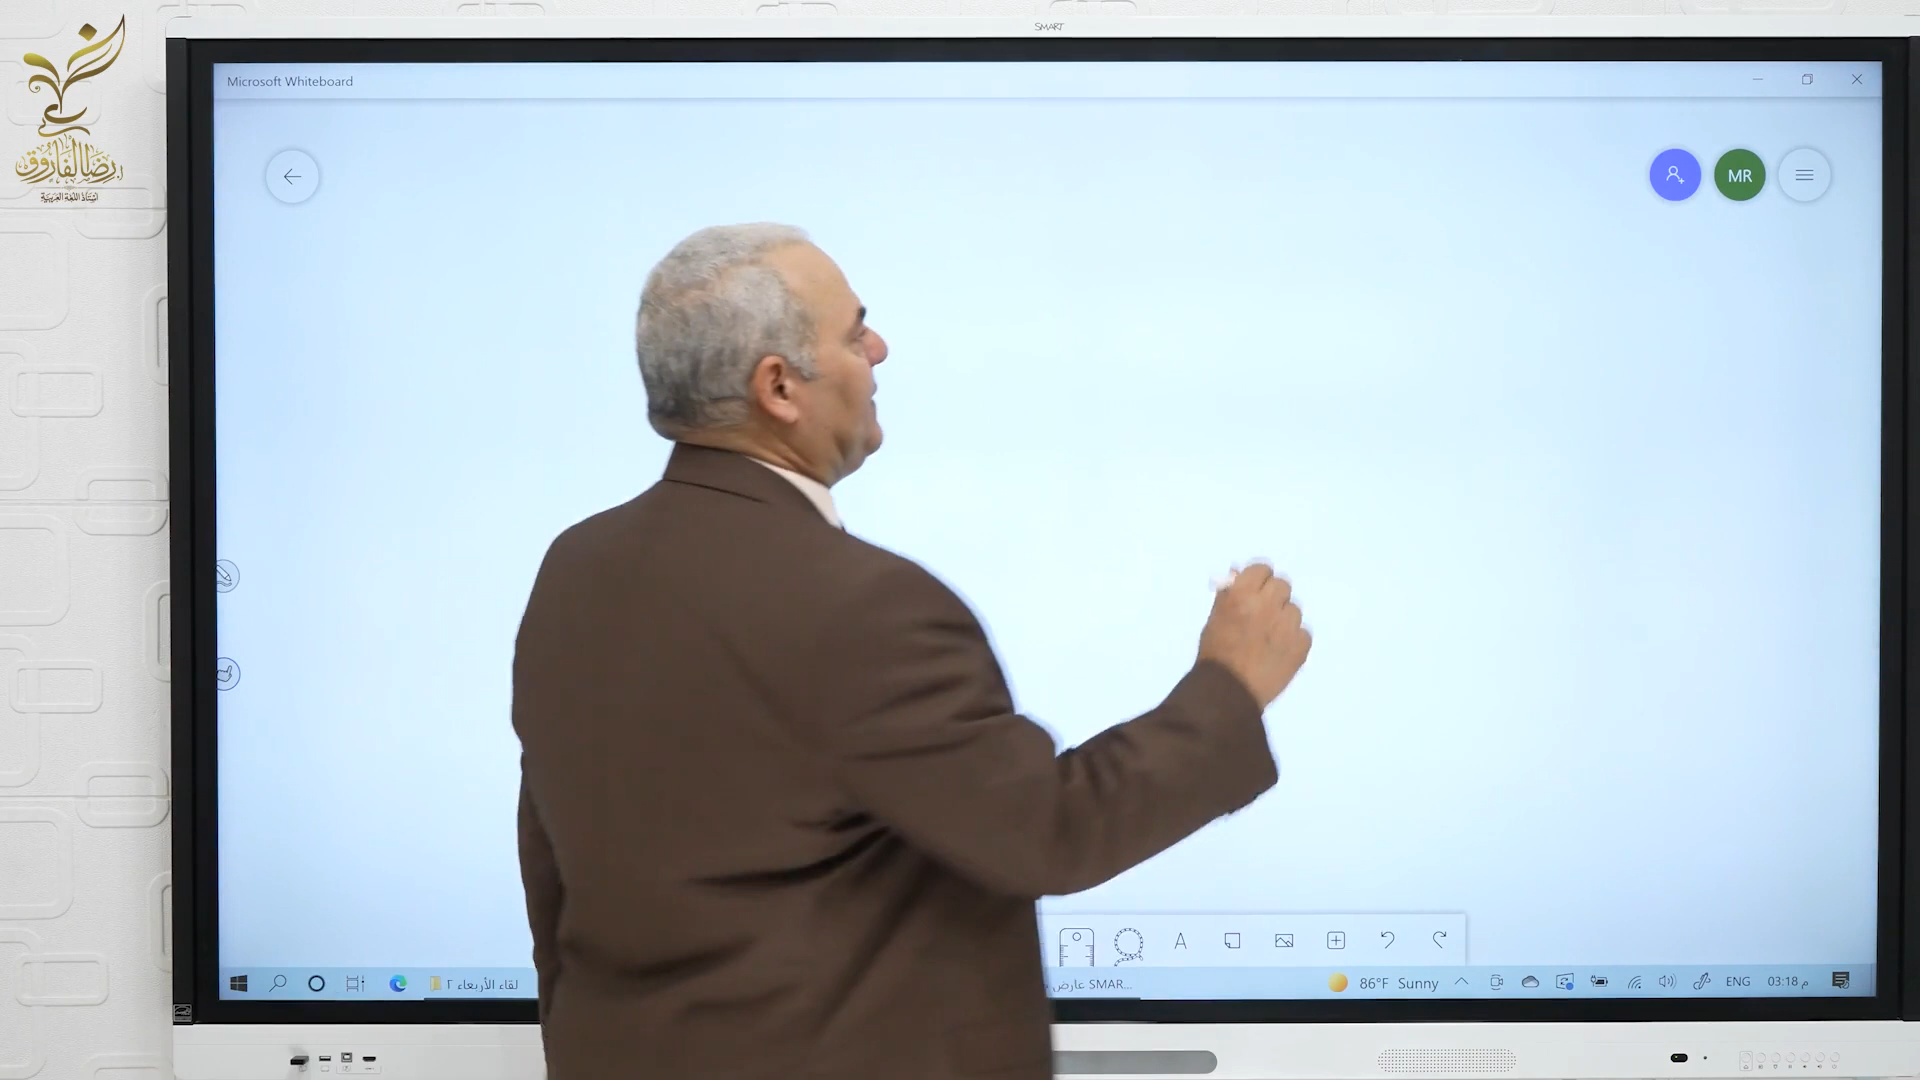 SMART
Microsoft Whiteboard
MR
أ. رضا الفاروق
أستاذ اللغة العربية
لقاء الأربعاء ٢
عارض SMAR...
86°F Sunny
ENG
03:18 م